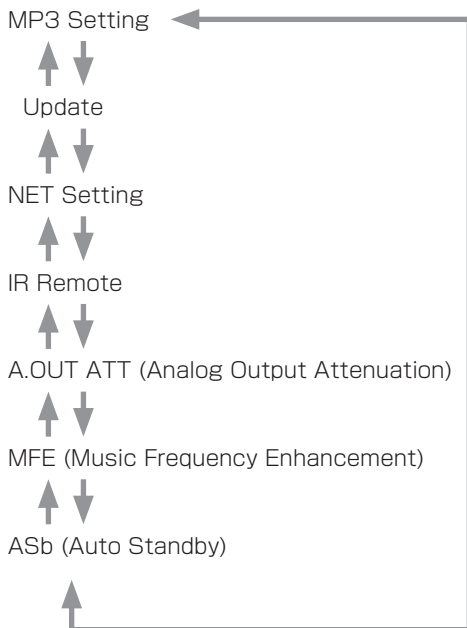 MP3 Setting
Update
NET Setting
IR Remote
A.OUT ATT (Analog Output Attenuation)
MFE (Music Frequency Enhancement)
ASb (Auto Standby)